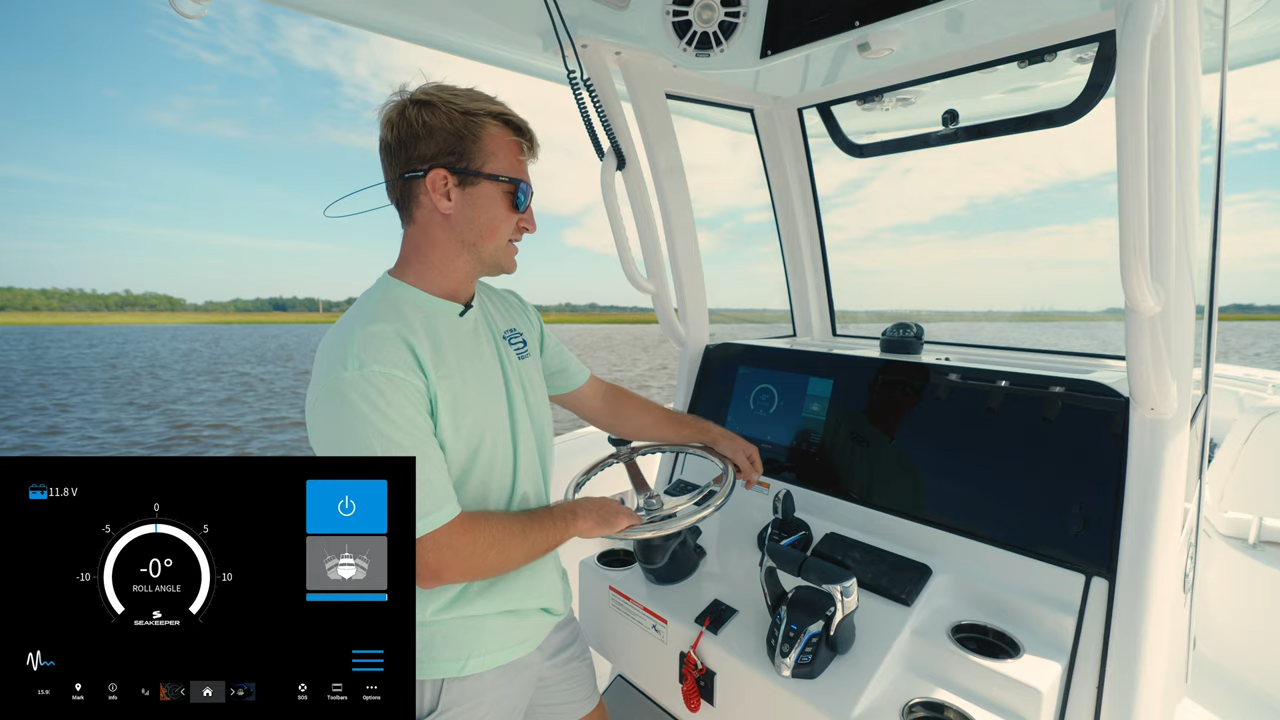 11.8 V
0
-5
5
-10
10
-0°
ROLL ANGLE
SEAKEEPER
15.9
Mark
Info
SOS
Toolbars
Options